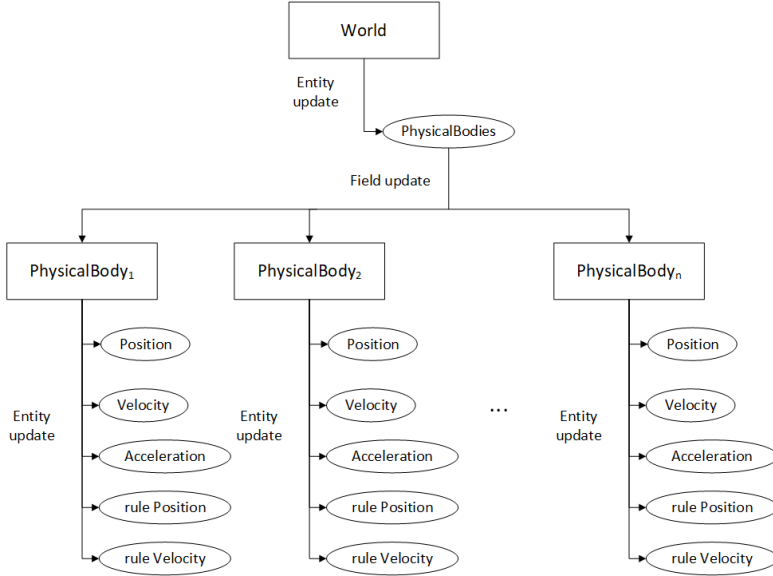 World
Entity
update
PhysicalBodies
Field update
PhysicalBody1
PhysicalBody2
PhysicalBodyn
Position
Position
Position
Velocity
Velocity
...
Velocity
Entity
update
Entity
update
Entity
update
Acceleration
Acceleration
Acceleration
rule Position
rule Position
rule Position
rule Velocity
rule Velocity
rule Velocity